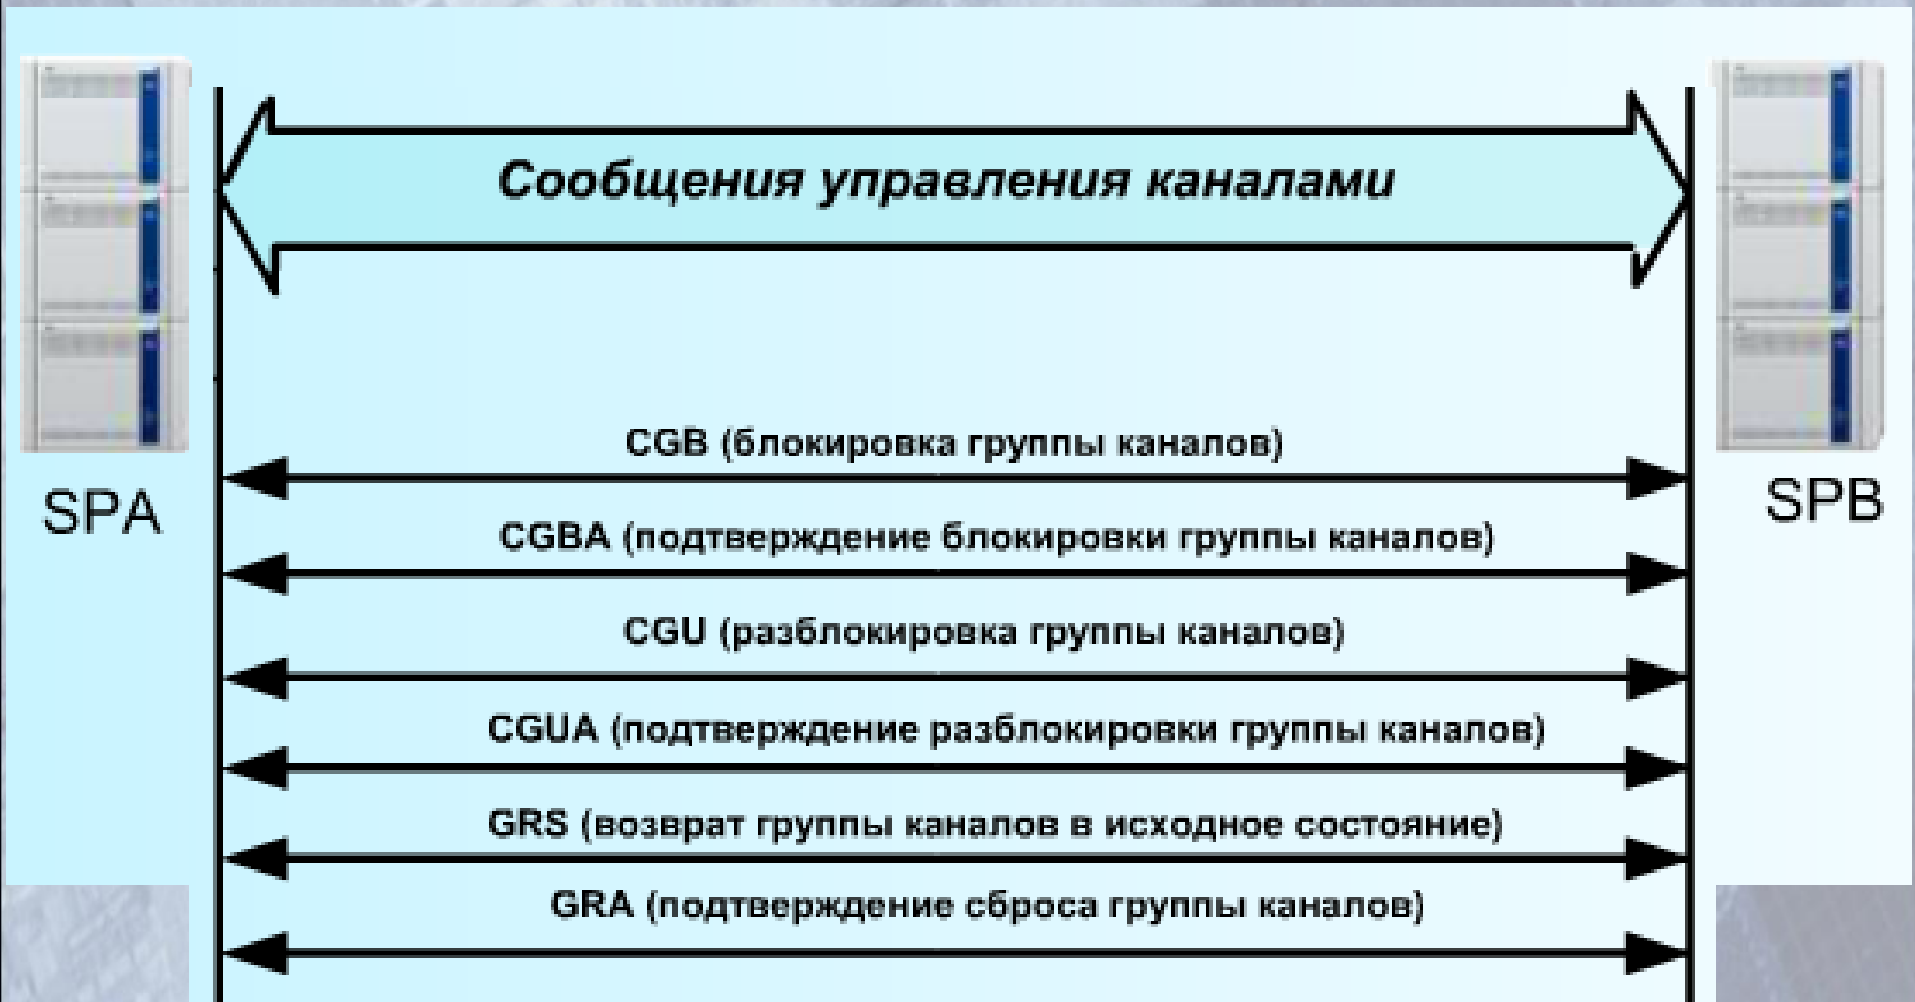 Сообщения управления каналами
CGB (блокировка группы каналов)
SPA
SPB
CGBA (подтверждение блокировки группы каналов)
CGU (разблокировка группы каналов)
CGUA (подтверждение разблокировки группы каналов)
GRS (возврат группы каналов в исходное состояние)
GRA (подтверждение сброса группы каналов)